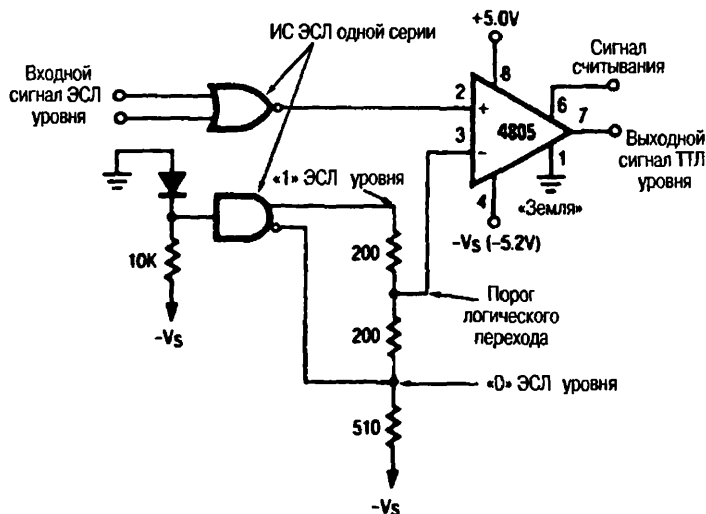 ИС ЭСЛ одной серии
+5.0V
Сигнал
считывания
Входной
сигнал ЭСЛ
уровня
8
2
+
6
7
4805
3
−
1
Выходной
сигнал ТТЛ
уровня
4
«Земля»
−Vs (−5.2V)
«1» ЭСЛ уровня
10K
200
−Vs
Порог
логического
перехода
200
«0» ЭСЛ уровня
510
−Vs